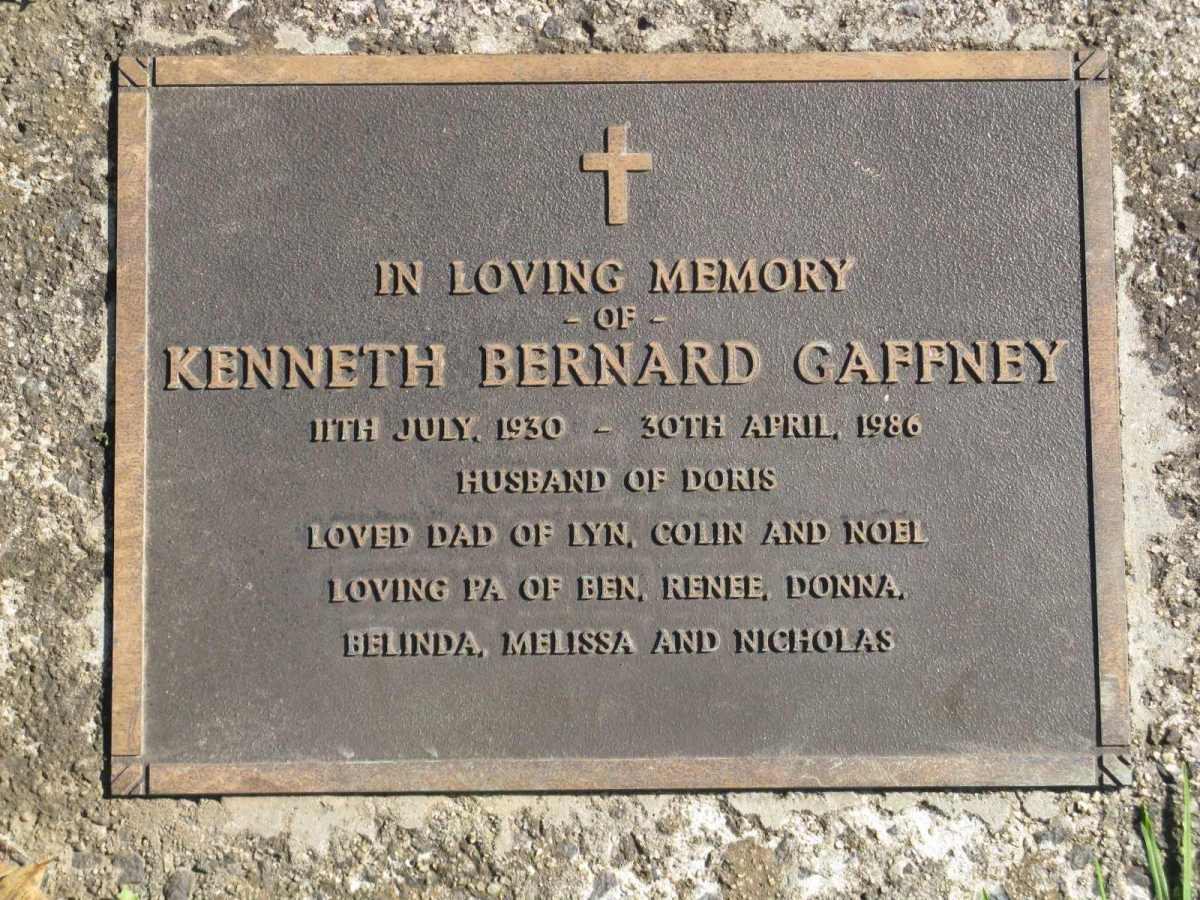 IN LOVING MEMORY
- OF -
KENNETH BERNARD GAFFNEY
11TH JULY, 1930 - 30TH APRIL, 1986
HUSBAND OF DORIS
LOVED DAD OF LYN, COLIN AND NOEL
LOVING PA OF BEN, RENEE, DONNA,
BELINDA, MELISSA AND NICHOLAS